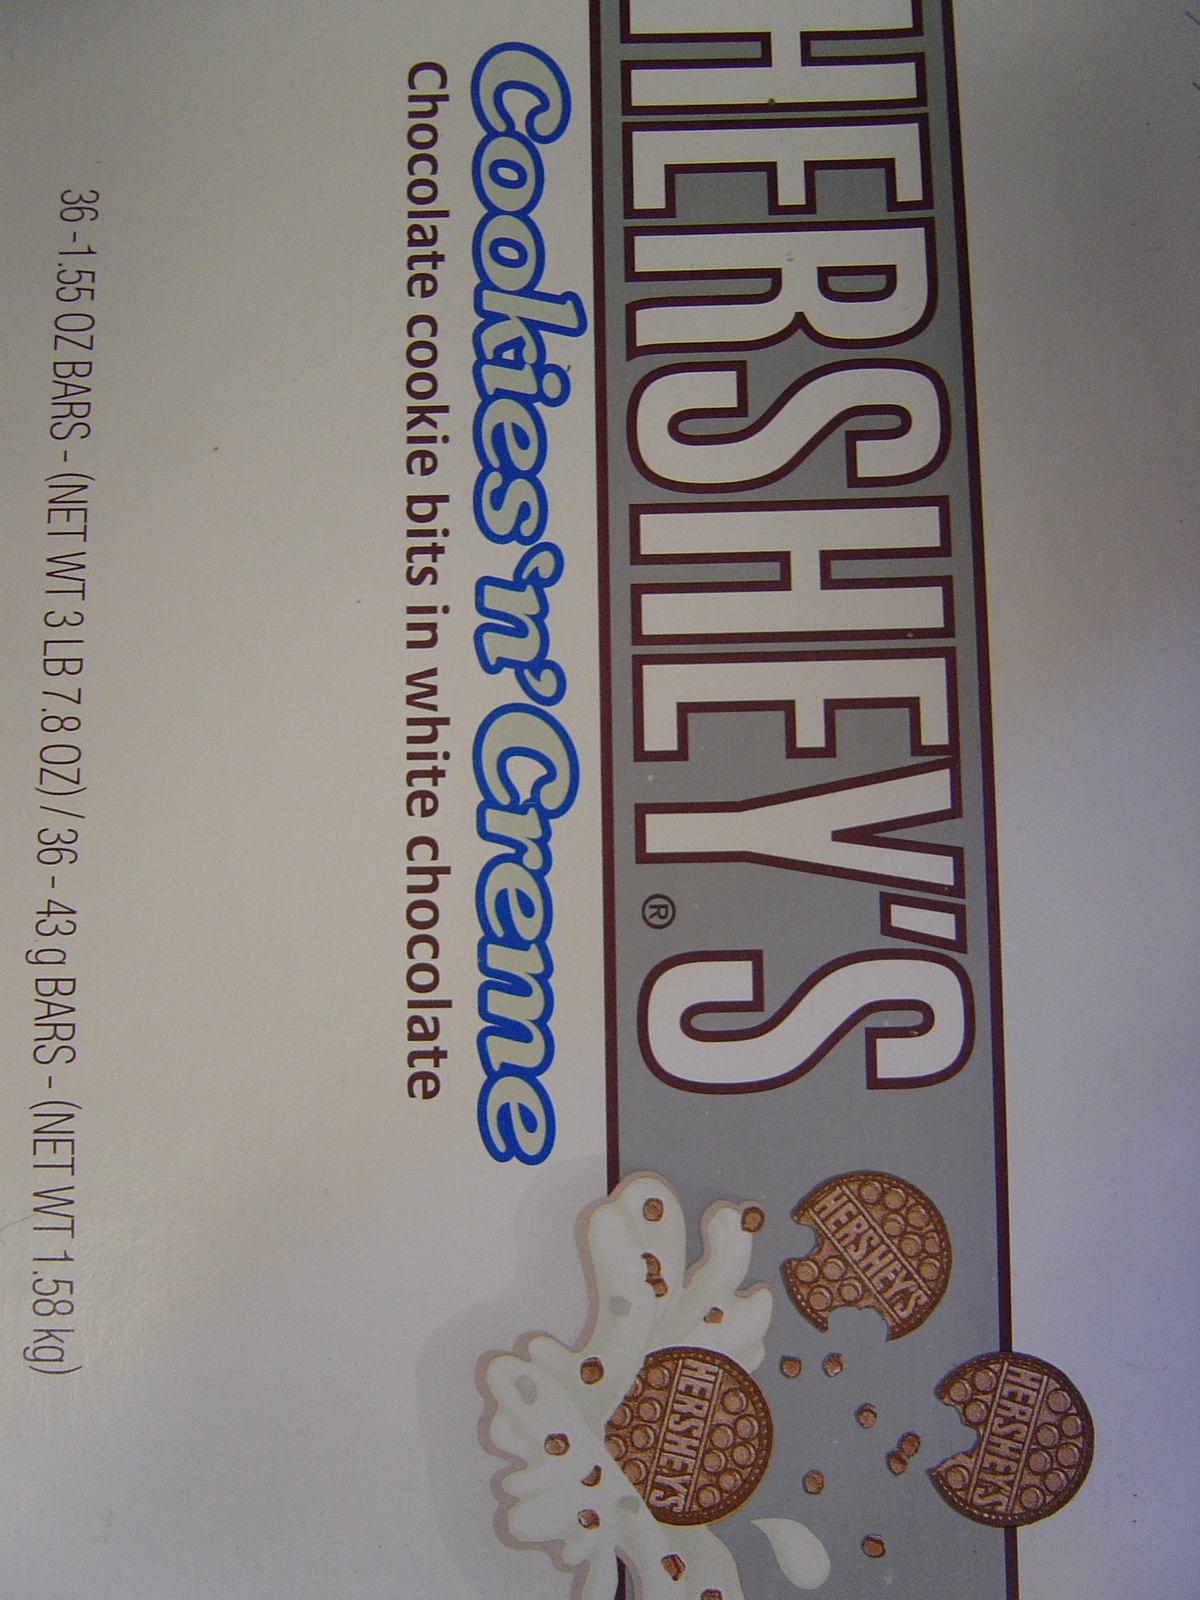 HERSHEY'S®
Cookies 'n' Creme
Chocolate cookie bits in white chocolate
36 - 1.55 OZ BARS - (NET WT 3 LB 7.8 OZ) / 36 - 43 g BARS - (NET WT 1.58 kg)
HERSHEY'S
HERSHEY'S
HERSHEY'S